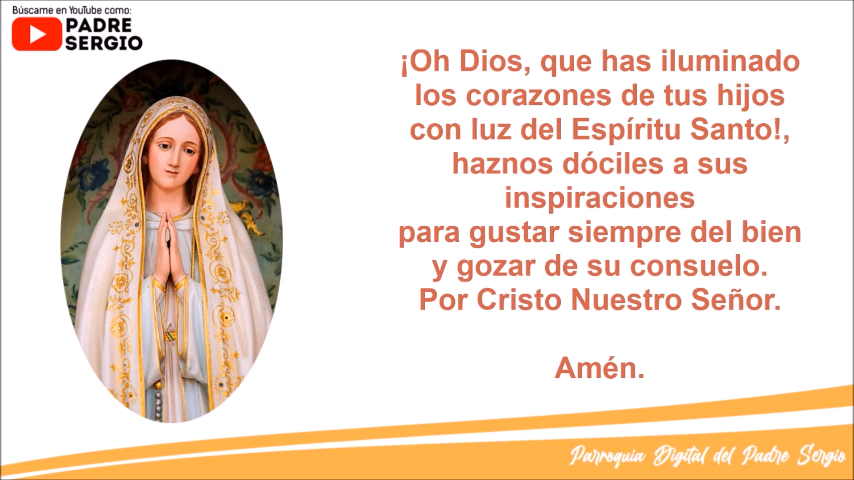 Búscame en YouTube como:
PADRE
SERGIO
¡Oh Dios, que has iluminado
los corazones de tus hijos
con luz del Espíritu Santo!,
haznos dóciles a sus
inspiraciones
para gustar siempre del bien
y gozar de su consuelo.
Por Cristo Nuestro Señor.
Amén.
Parroquia Digital del Padre Sergio